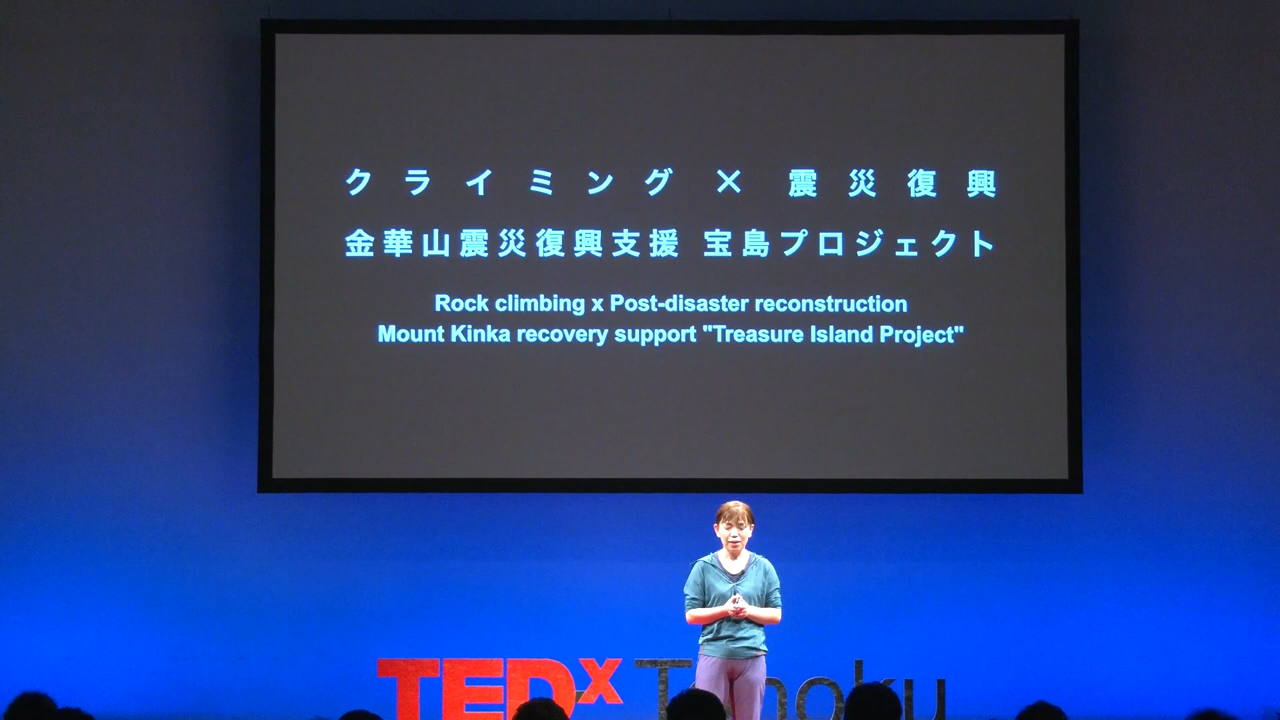 クライミング × 震災復興
金華山震災復興支援 宝島プロジェクト
Rock climbing x Post-disaster reconstruction
Mount Kinka recovery support "Treasure Island Project"
TEDx Tohoku